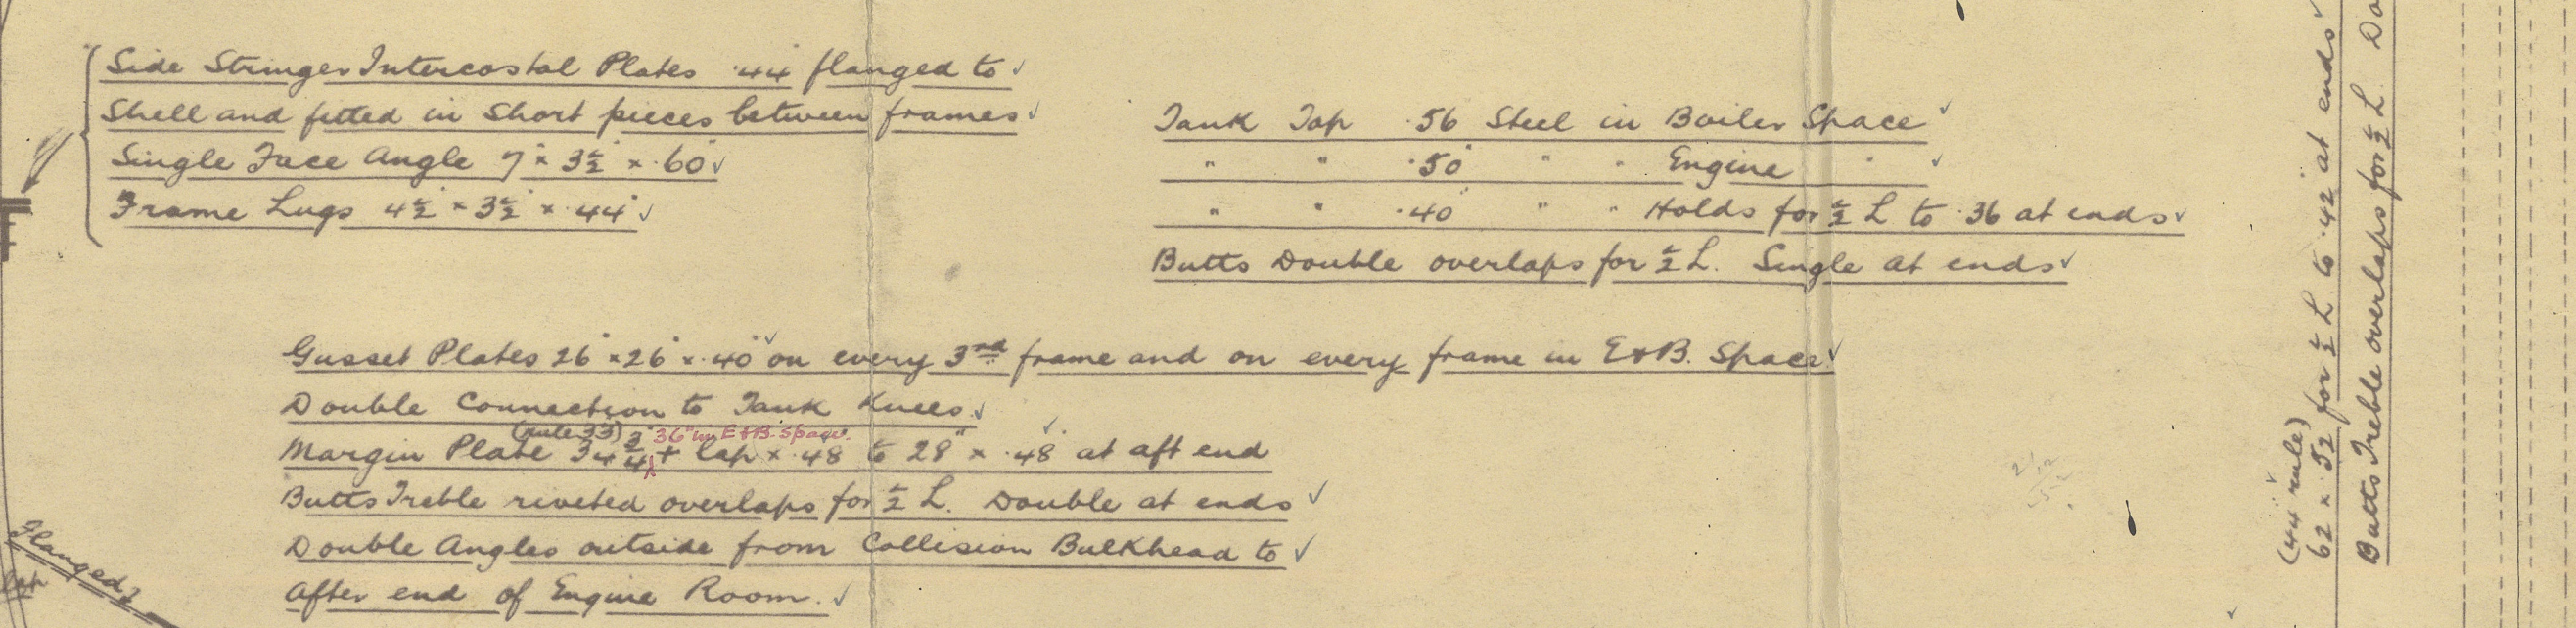 Side Stringer Intercostal Plates .44" flanged to ✓
Shell and fitted in Short pieces between frames ✓
Single Face Angle 7" × 3½" × .60" ✓
Frame Lugs 4½" × 3½" × .44" ✓
Tank Top .56 Steel in Boiler Space ✓
" " .50" " " Engine " ✓
" " .40" " " Holds for ½ L to .36 at ends ✓
Butts Double overlaps for ½ L. Single at ends ✓
Gusset Plates 26" × 26" × .40" on every 3rd frame and on every frame in E&B. Space ✓
Double Connection to Tank Knees. ✓
(rule 33) 36" in E&B. Space.
Margin Plate 34¾" + lap × .48 to 28" × .48 at aft end
Butts Treble riveted overlaps for ½ L. Double at ends ✓
Double Angles outside from Collision Bulkhead to ✓
After end of Engine Room. ✓
Flanged
lap
(44 rule) ✓
62 × .52 for ½ L to .42 at ends ✓
Butts Treble overlaps for ½ L. Do